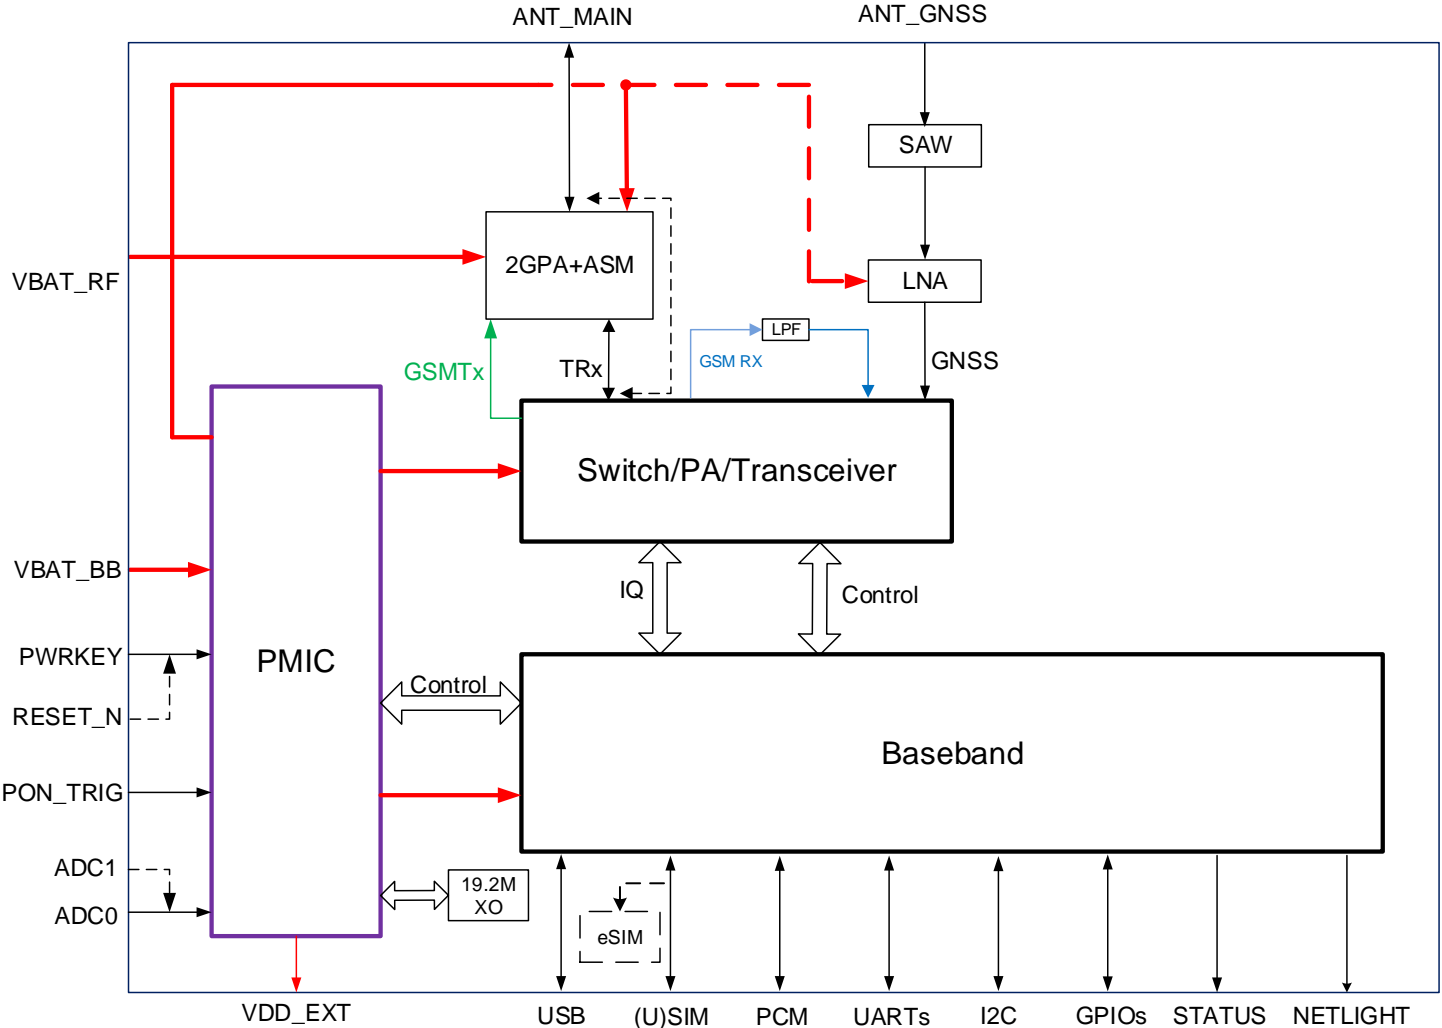 ANT_MAIN
ANT_GNSS
SAW
2GPA+ASM
LNA
VBAT_RF
LPF
GSM RX
GNSS
GSMTx
TRx
Switch/PA/Transceiver
VBAT_BB
IQ
Control
PWRKEY
PMIC
Control
RESET_N
Baseband
PON_TRIG
ADC1
19.2M
XO
ADC0
eSIM
VDD_EXT
USB
(U)SIM
PCM
UARTs
I2C
GPIOs
STATUS
NETLIGHT